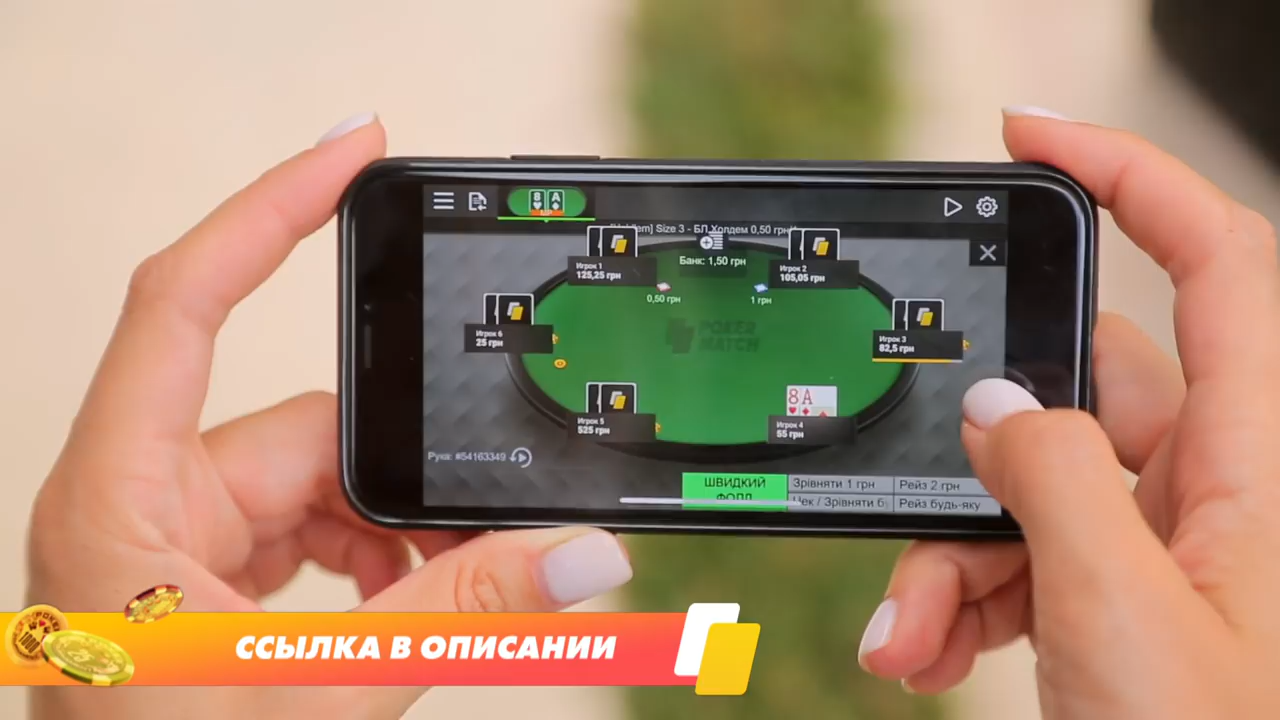 Size 3 - БЛ Холдем 0,50 грн
8 A
Банк: 1,50 грн
Игрок 1
125,25 грн
Игрок 2
105,05 грн
0,50 грн
1 грн
Игрок 6
25 грн
POKER
MATCH
Игрок 3
82,5 грн
Игрок 5
525 грн
8 A
Игрок 4
55 грн
Рука: #54163349
ШВИДКИЙ
ФОЛД
Зрівняти 1 грн
Рейз 2 грн
Чек / Зрівняти
Рейз будь-яку
ССЫЛКА В ОПИСАНИИ